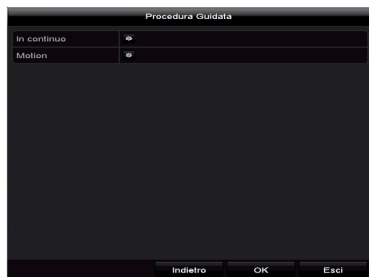 Procedura Guidata
In continuo
Motion
Indietro OK Esci